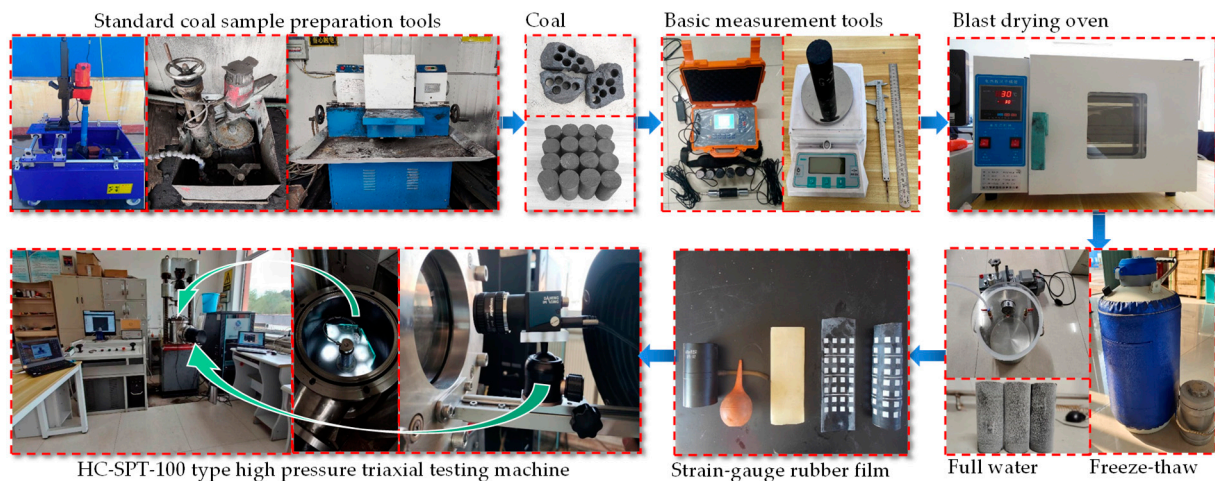 Standard coal sample preparation tools
Coal
Basic measurement tools
Blast drying oven
HC-SPT-100 type high pressure triaxial testing machine
Strain-gauge rubber film
Full water
Freeze-thaw